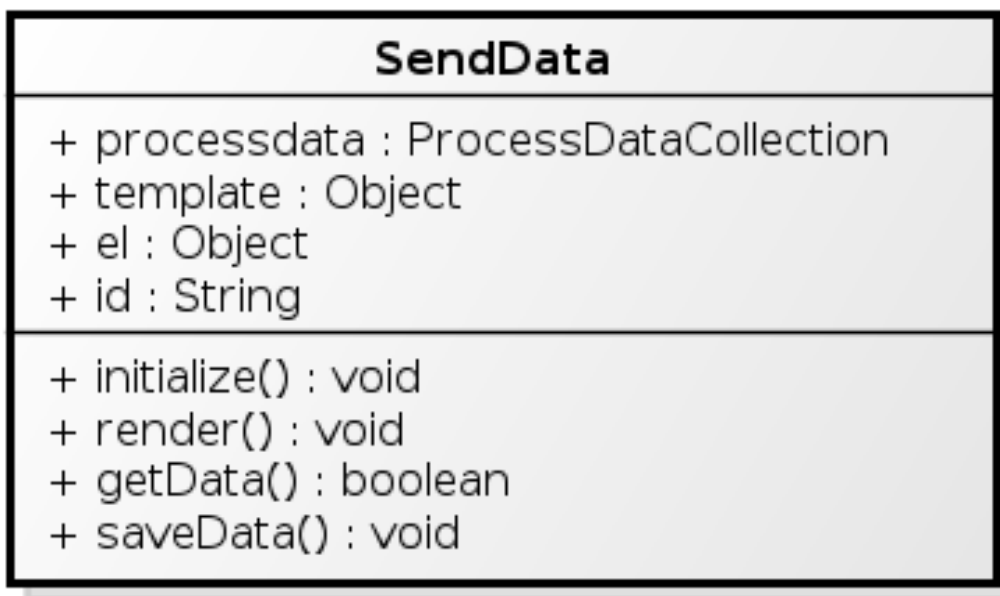 SendData
+ processdata : ProcessDataCollection
+ template : Object
+ el : Object
+ id : String
+ initialize() : void
+ render() : void
+ getData() : boolean
+ saveData() : void